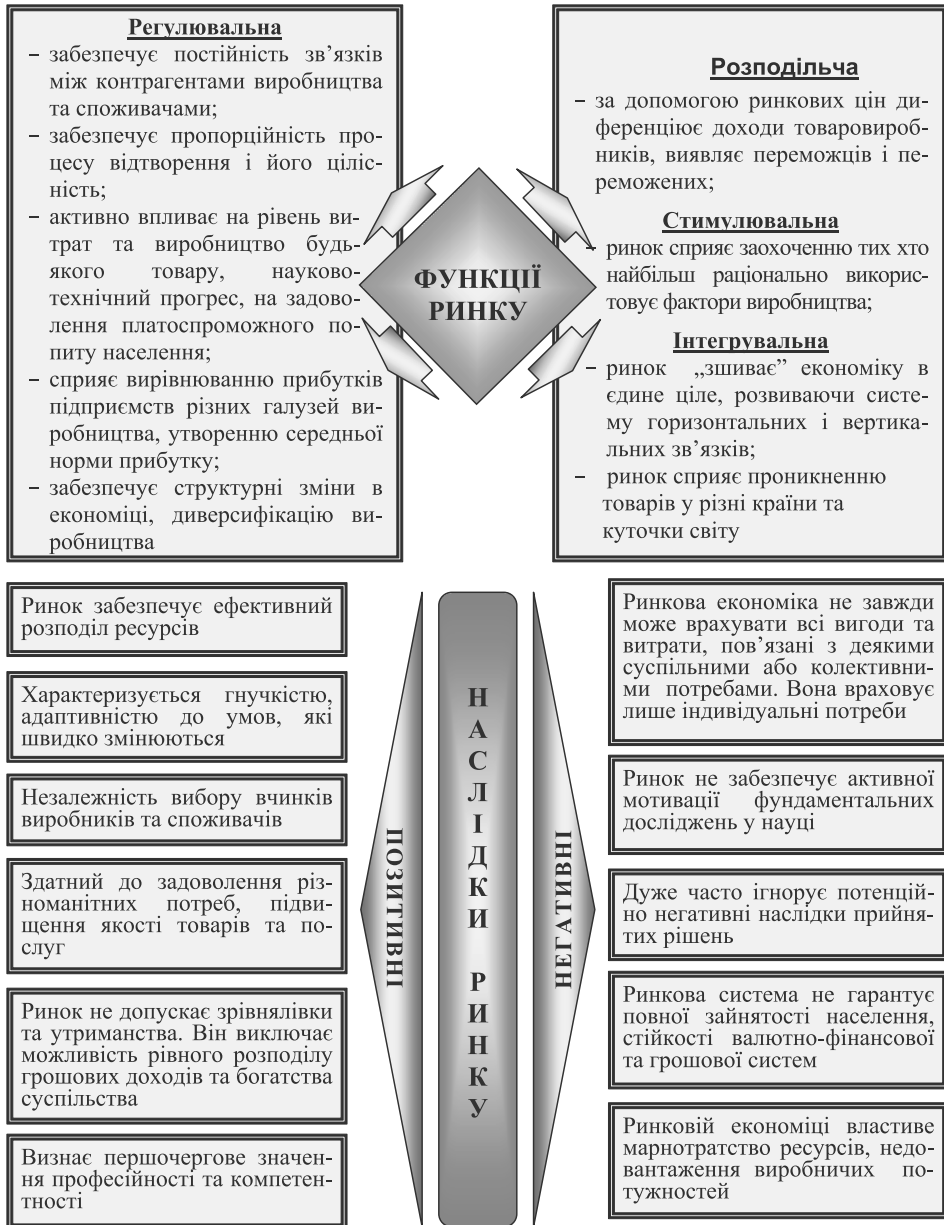 Регулювальна
– забезпечує постійність зв’язків
між контрагентами виробництва
та споживачами;
– забезпечує пропорційність про-
цесу відтворення і його ціліс-
ність;
– активно впливає на рівень ви-
трат та виробництво будь-
якого товару, науково-
технічний прогрес, на задово-
лення платоспроможного по-
питу населення;
– сприяє вирівнюванню прибутків
підприємств різних галузей ви-
робництва, утворенню середньої
норми прибутку;
– забезпечує структурні зміни в
економіці, диверсифікацію ви-
робництва
ФУНКЦІЇ
РИНКУ
Розподільча
– за допомогою ринкових цін ди-
ференціює доходи товаровироб-
ників, виявляє переможців і пе-
реможених;
Стимулювальна
– ринок сприяє заохоченню тих хто
найбільш раціонально викорис-
товує фактори виробництва;
Інтегрувальна
– ринок „зшиває” економіку в
єдине ціле, розвиваючи систе-
му горизонтальних і вертика-
льних зв’язків;
– ринок сприяє проникненню
товарів у різні країни та
куточки світу
Ринок забезпечує ефективний
розподіл ресурсів
Характеризується гнучкістю,
адаптивністю до умов, які
швидко змінюються
Незалежність вибору вчинків
виробників та споживачів
Здатний до задоволення різ-
номанітних потреб, підви-
щення якості товарів та по-
слуг
Ринок не допускає зрівнялівки
та утриманства. Він виключає
можливість рівного розподілу
грошових доходів та богатства
суспільства
Визнає першочергове значен-
ня професійності та компетен-
тності
ПОЗИТИВНІ
НАСЛІДКИ РИНКУ
НЕГАТИВНІ
Ринкова економіка не завжди
може врахувати всі вигоди та
витрати, пов’язані з деякими
суспільними або колективни-
ми потребами. Вона враховує
лише індивідуальні потреби
Ринок не забезпечує активної
мотивації фундаментальних
досліджень у науці
Дуже часто ігнорує потенцій-
но негативні наслідки прийня-
тих рішень
Ринкова система не гарантує
повної зайнятості населення,
стійкості валютно-фінансової
та грошової систем
Ринковій економіці властиве
марнотратство ресурсів, недо-
вантаження виробничих по-
тужностей